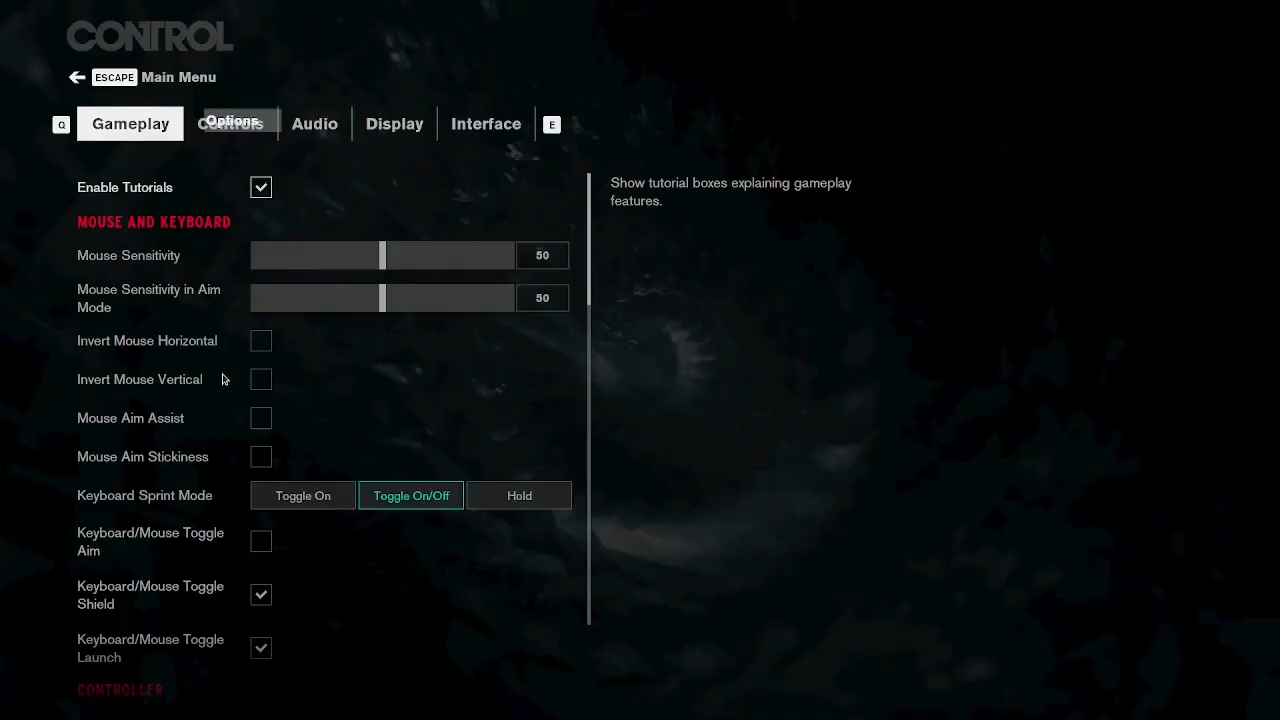 CONTROL
ESCAPE Main Menu
Q Gameplay Controls Audio Display Interface E
Options
Enable Tutorials
Show tutorial boxes explaining gameplay
features.
MOUSE AND KEYBOARD
Mouse Sensitivity 50
Mouse Sensitivity in Aim
Mode 50
Invert Mouse Horizontal
Invert Mouse Vertical
Mouse Aim Assist
Mouse Aim Stickiness
Keyboard Sprint Mode Toggle On Toggle On/Off Hold
Keyboard/Mouse Toggle
Aim
Keyboard/Mouse Toggle
Shield
Keyboard/Mouse Toggle
Launch
CONTROLLER